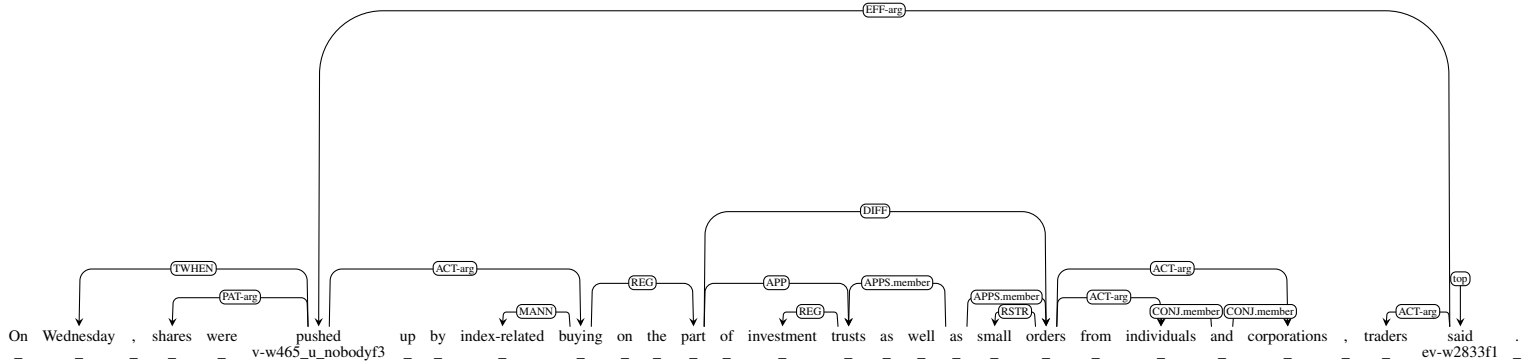 EFF-arg
DIFF
TWHEN ACT-arg ACT-arg
top
REG APP APPS.member
PAT-arg ACT-arg APPS.member
MANN REG RSTR CONJ.member CONJ.member ACT-arg
On Wednesday , shares were pushed up by index-related buying on the part of investment trusts as well as small orders from individuals and corporations , traders said .
_ _ _ _ _ v-w465_u_nobodyf3 _ _ _ _ _ _ _ _ _ _ _ _ _ _ _ _ _ _ _ _ _ ev-w2833f1 _